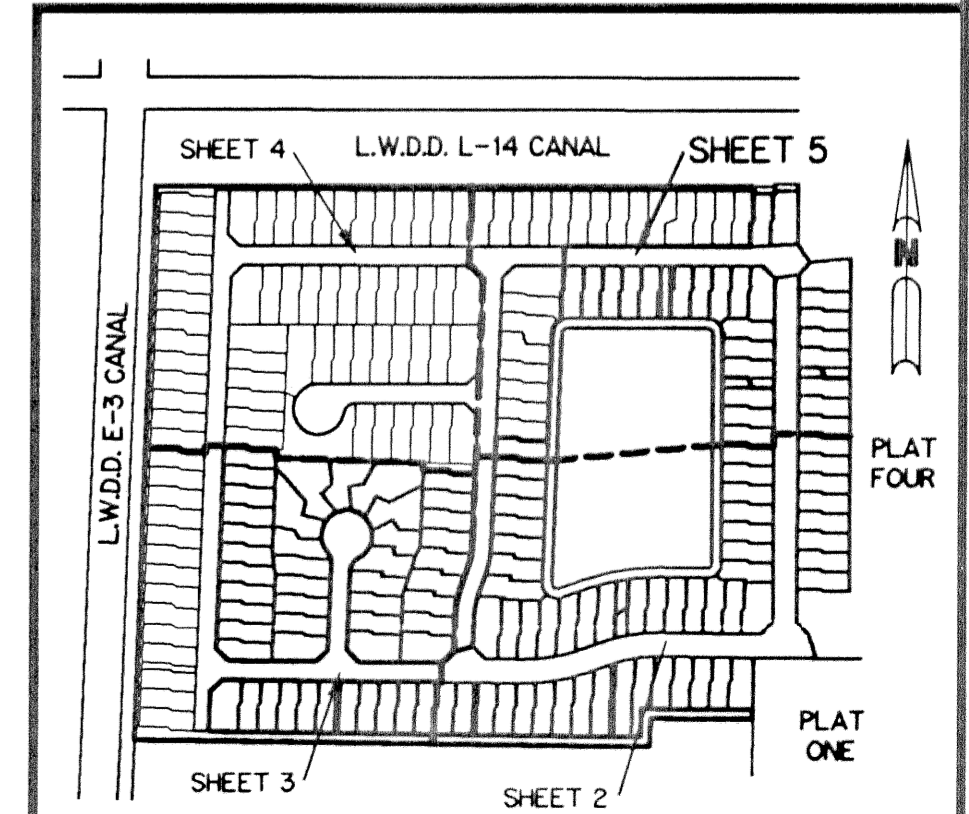 SHEET 4
L.W.D.D. L-14 CANAL
SHEET 5
N
L.W.D.D. E-3 CANAL
PLAT
FOUR
PLAT
ONE
SHEET 3
SHEET 2